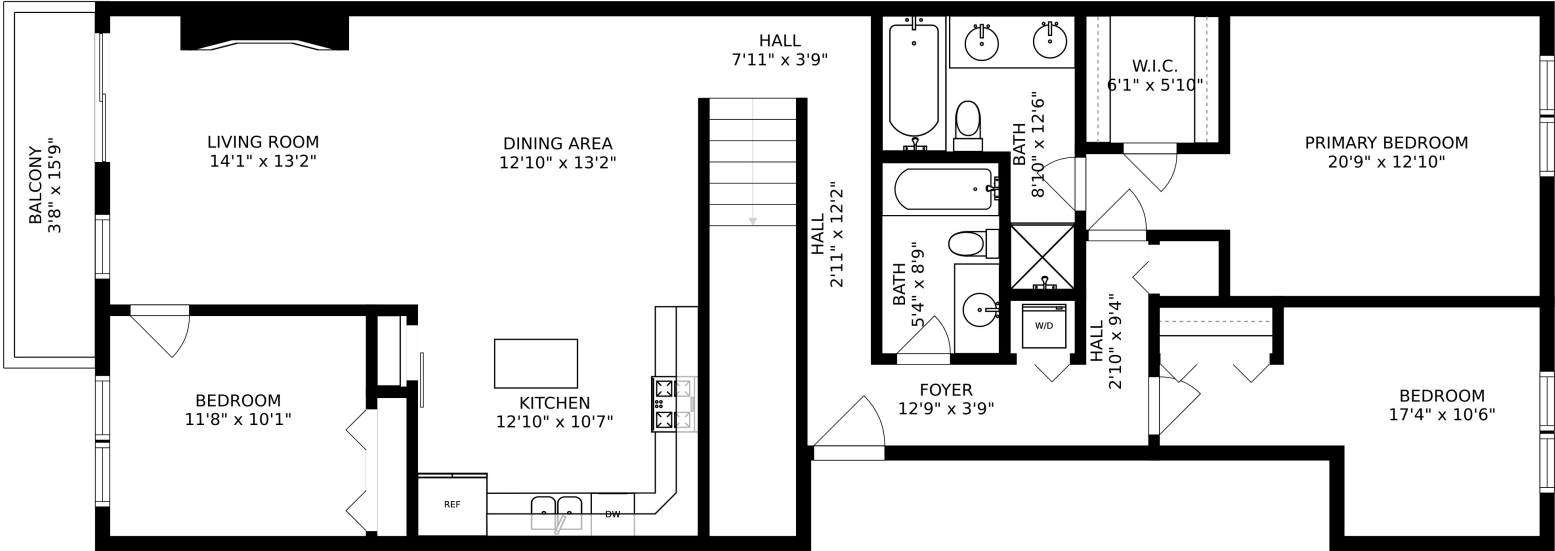 HALL
7'11" x 3'9"
W.I.C.
6'1" x 5'10"
LIVING ROOM
14'1" x 13'2"
DINING AREA
12'10" x 13'2"
BATH
8'10" x 12'6"
PRIMARY BEDROOM
20'9" x 12'10"
BALCONY
3'8" x 15'9"
HALL
2'11" x 12'2"
BATH
5'4" x 8'9"
W/D
HALL
2'10" x 9'4"
BEDROOM
11'8" x 10'1"
KITCHEN
12'10" x 10'7"
FOYER
12'9" x 3'9"
BEDROOM
17'4" x 10'6"
REF
DW